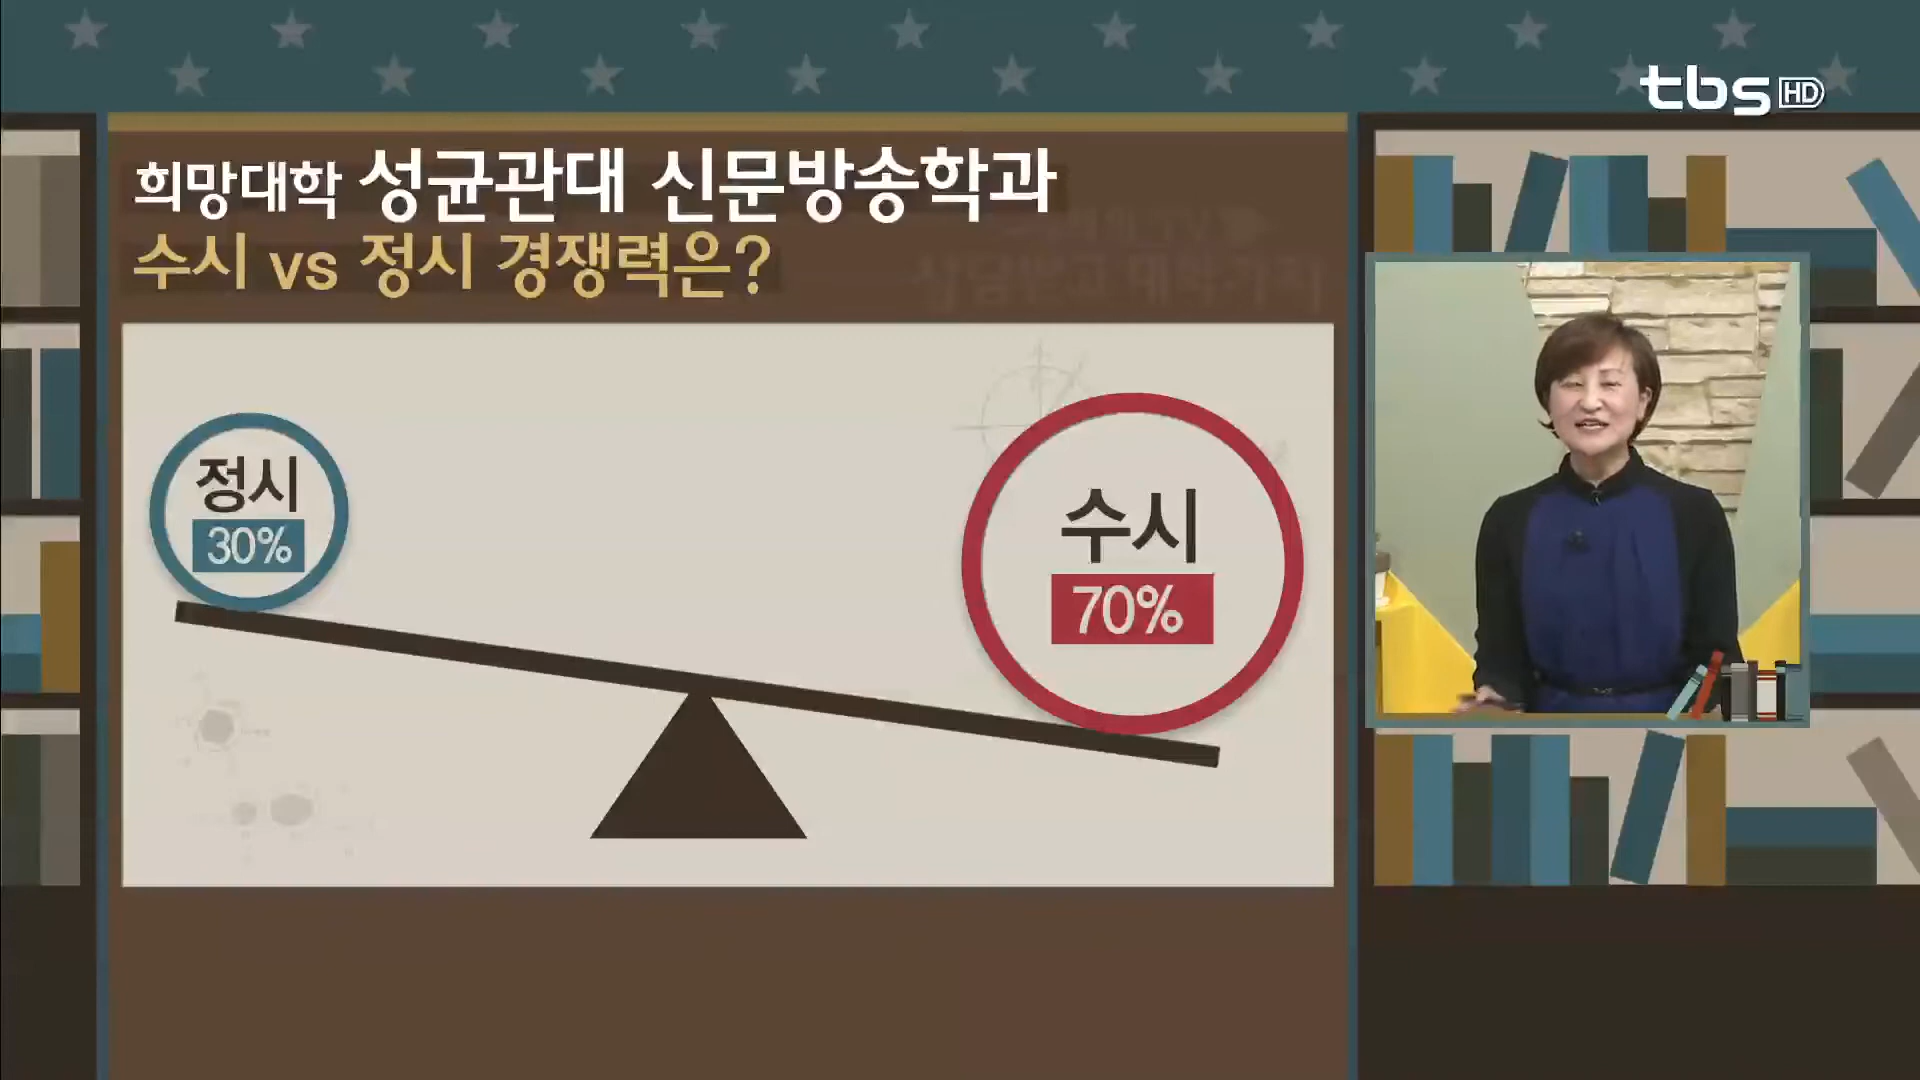 tbs HD
희망대학 성균관대 신문방송학과
수시 vs 정시 경쟁력은?
정시
30%
수시
70%